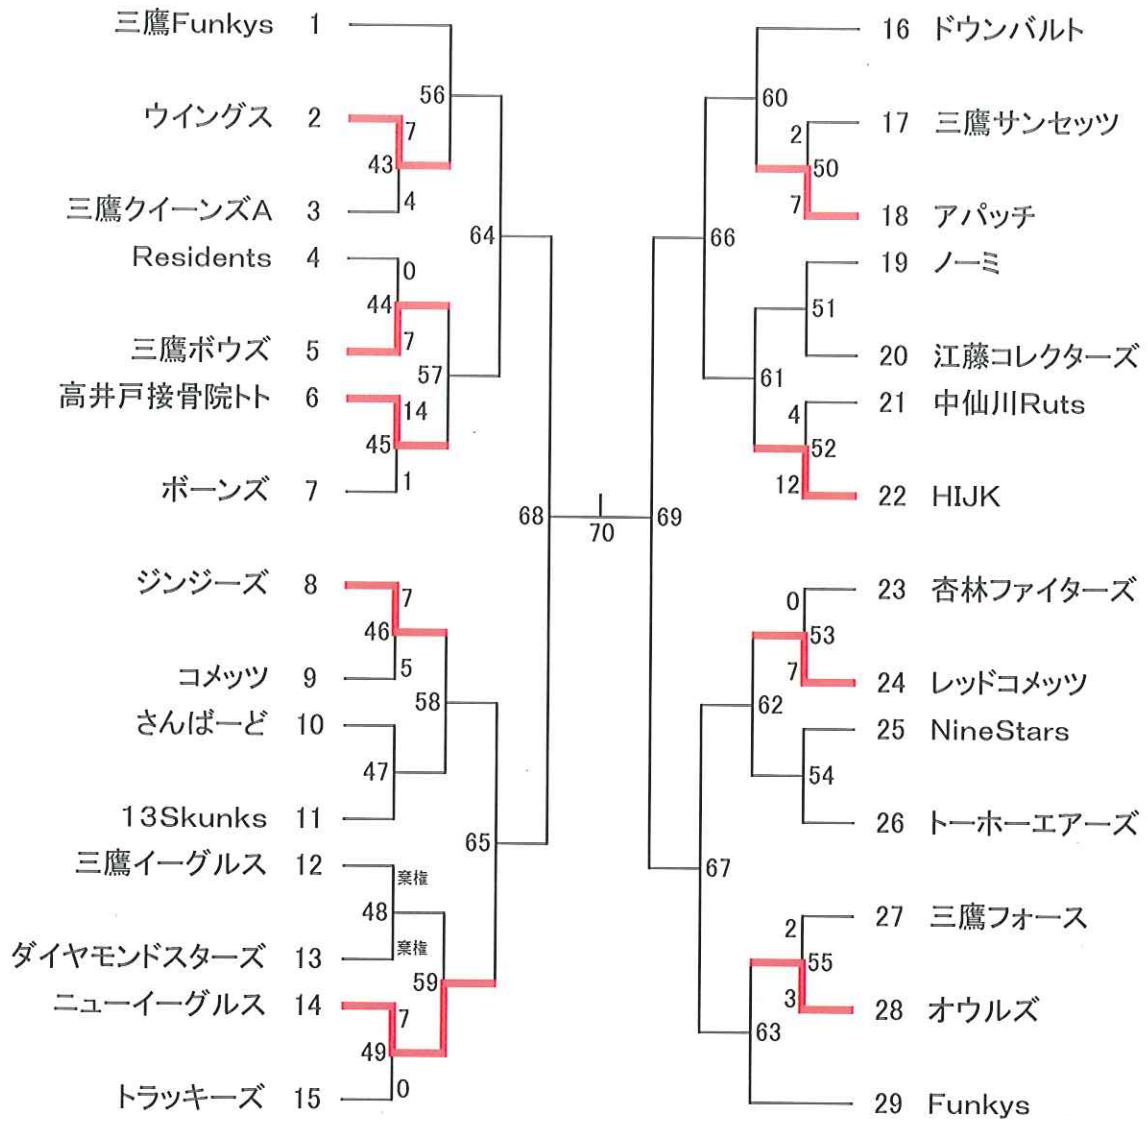 三鷹Funkys 1
56
ウイングス 2
7
43
三鷹クイーンズA 3
4
64
Residents 4
0
44
三鷹ボウズ 5
7
57
高井戸接骨院トト 6
14
45
ボーンズ 7
1
68
ジンジーズ 8
7
46
コメッツ 9
5
58
さんばーど 10
47
13Skunks 11
65
三鷹イーグルス 12
棄権
48
ダイヤモンドスターズ 13
棄権
59
ニューイーグルス 14
7
49
トラッキーズ 15
0
70
16 ドウンバルト
60
17 三鷹サンセッツ
2
50
18 アパッチ
7
66
19 ノーミ
51
20 江藤コレクターズ
61
21 中仙川Ruts
4
52
22 HIJK
12
69
23 杏林ファイターズ
0
53
24 レッドコメッツ
7
62
25 NineStars
54
26 トーホーエアーズ
67
27 三鷹フォース
2
55
28 オウルズ
3
63
29 Funkys